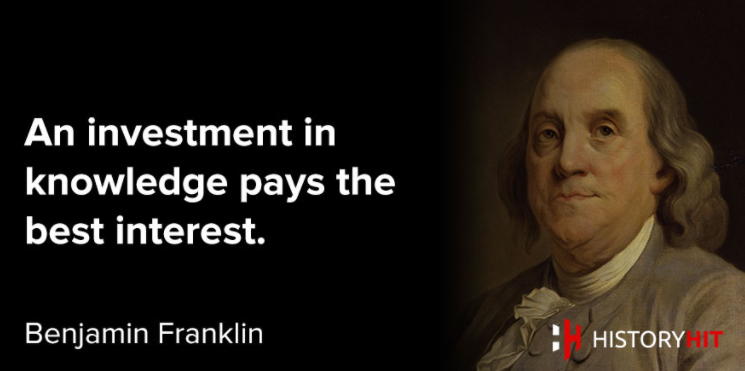 An investment in
knowledge pays the
best interest.
Benjamin Franklin
HISTORYHIT